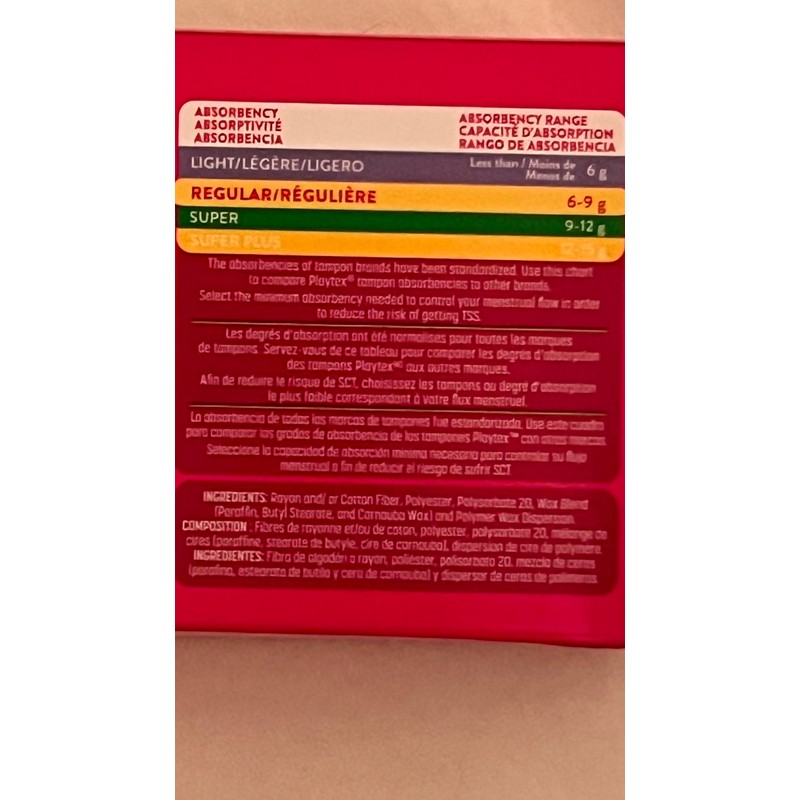 ABSORBENCY
ABSORPTIVITÉ
ABSORBENCIA
ABSORBENCY RANGE
CAPACITÉ D'ABSORPTION
RANGO DE ABSORBENCIA
LIGHT/LÉGÈRE/LIGERO
Less than / Moins de
Menos de
6 g
REGULAR/RÉGULIÈRE 6-9 g
SUPER 9-12 g
SUPER PLUS 12-15 g
The absorbencies of tampon brands have been standardized. Use this chart
to compare Playtex® tampon absorbencies to other brands.
Select the minimum absorbency needed to control your menstrual flow in order
to reduce the risk of getting TSS.
Les degrés d'absorption ont été normalisés pour toutes les marques
de tampons. Servez-vous de ce tableau pour comparer les degrés d'absorption
des tampons Playtex aux autres marques.
Afin de réduire le risque de SCT, choisissez les tampons au degré d'absorption
le plus faible correspondant à votre flux menstruel.
La absorbencia de todas las marcas de tampones fue estandarizada. Use este cuadro
para comparar los grados de absorbencia de los tampones Playtex™ con otras marcas.
Seleccione la capacidad de absorción mínima necesaria para controlar su flujo
menstrual a fin de reducir el riesgo de sufrir SCT.
INGREDIENTS: Rayon and/ or Cotton Fiber, Polyester, Polysorbate 20, Wax Blend
(Paraffin, Butyl Stearate, and Carnauba Wax) and Polymer Wax Dispersion.
COMPOSITION : Fibres de rayonne et/ou de coton, polyester, polysorbate 20, mélange de
cires (paraffine, stéarate de butyle, cire de carnauba), dispersion de cire de polymère.
INGREDIENTES: Fibra de algodón o rayon, poliéster, polisorbato 20, mezcla de ceras
(parafina, estearato de butilo y cera de carnauba) y dispersor de ceras de polímeros.